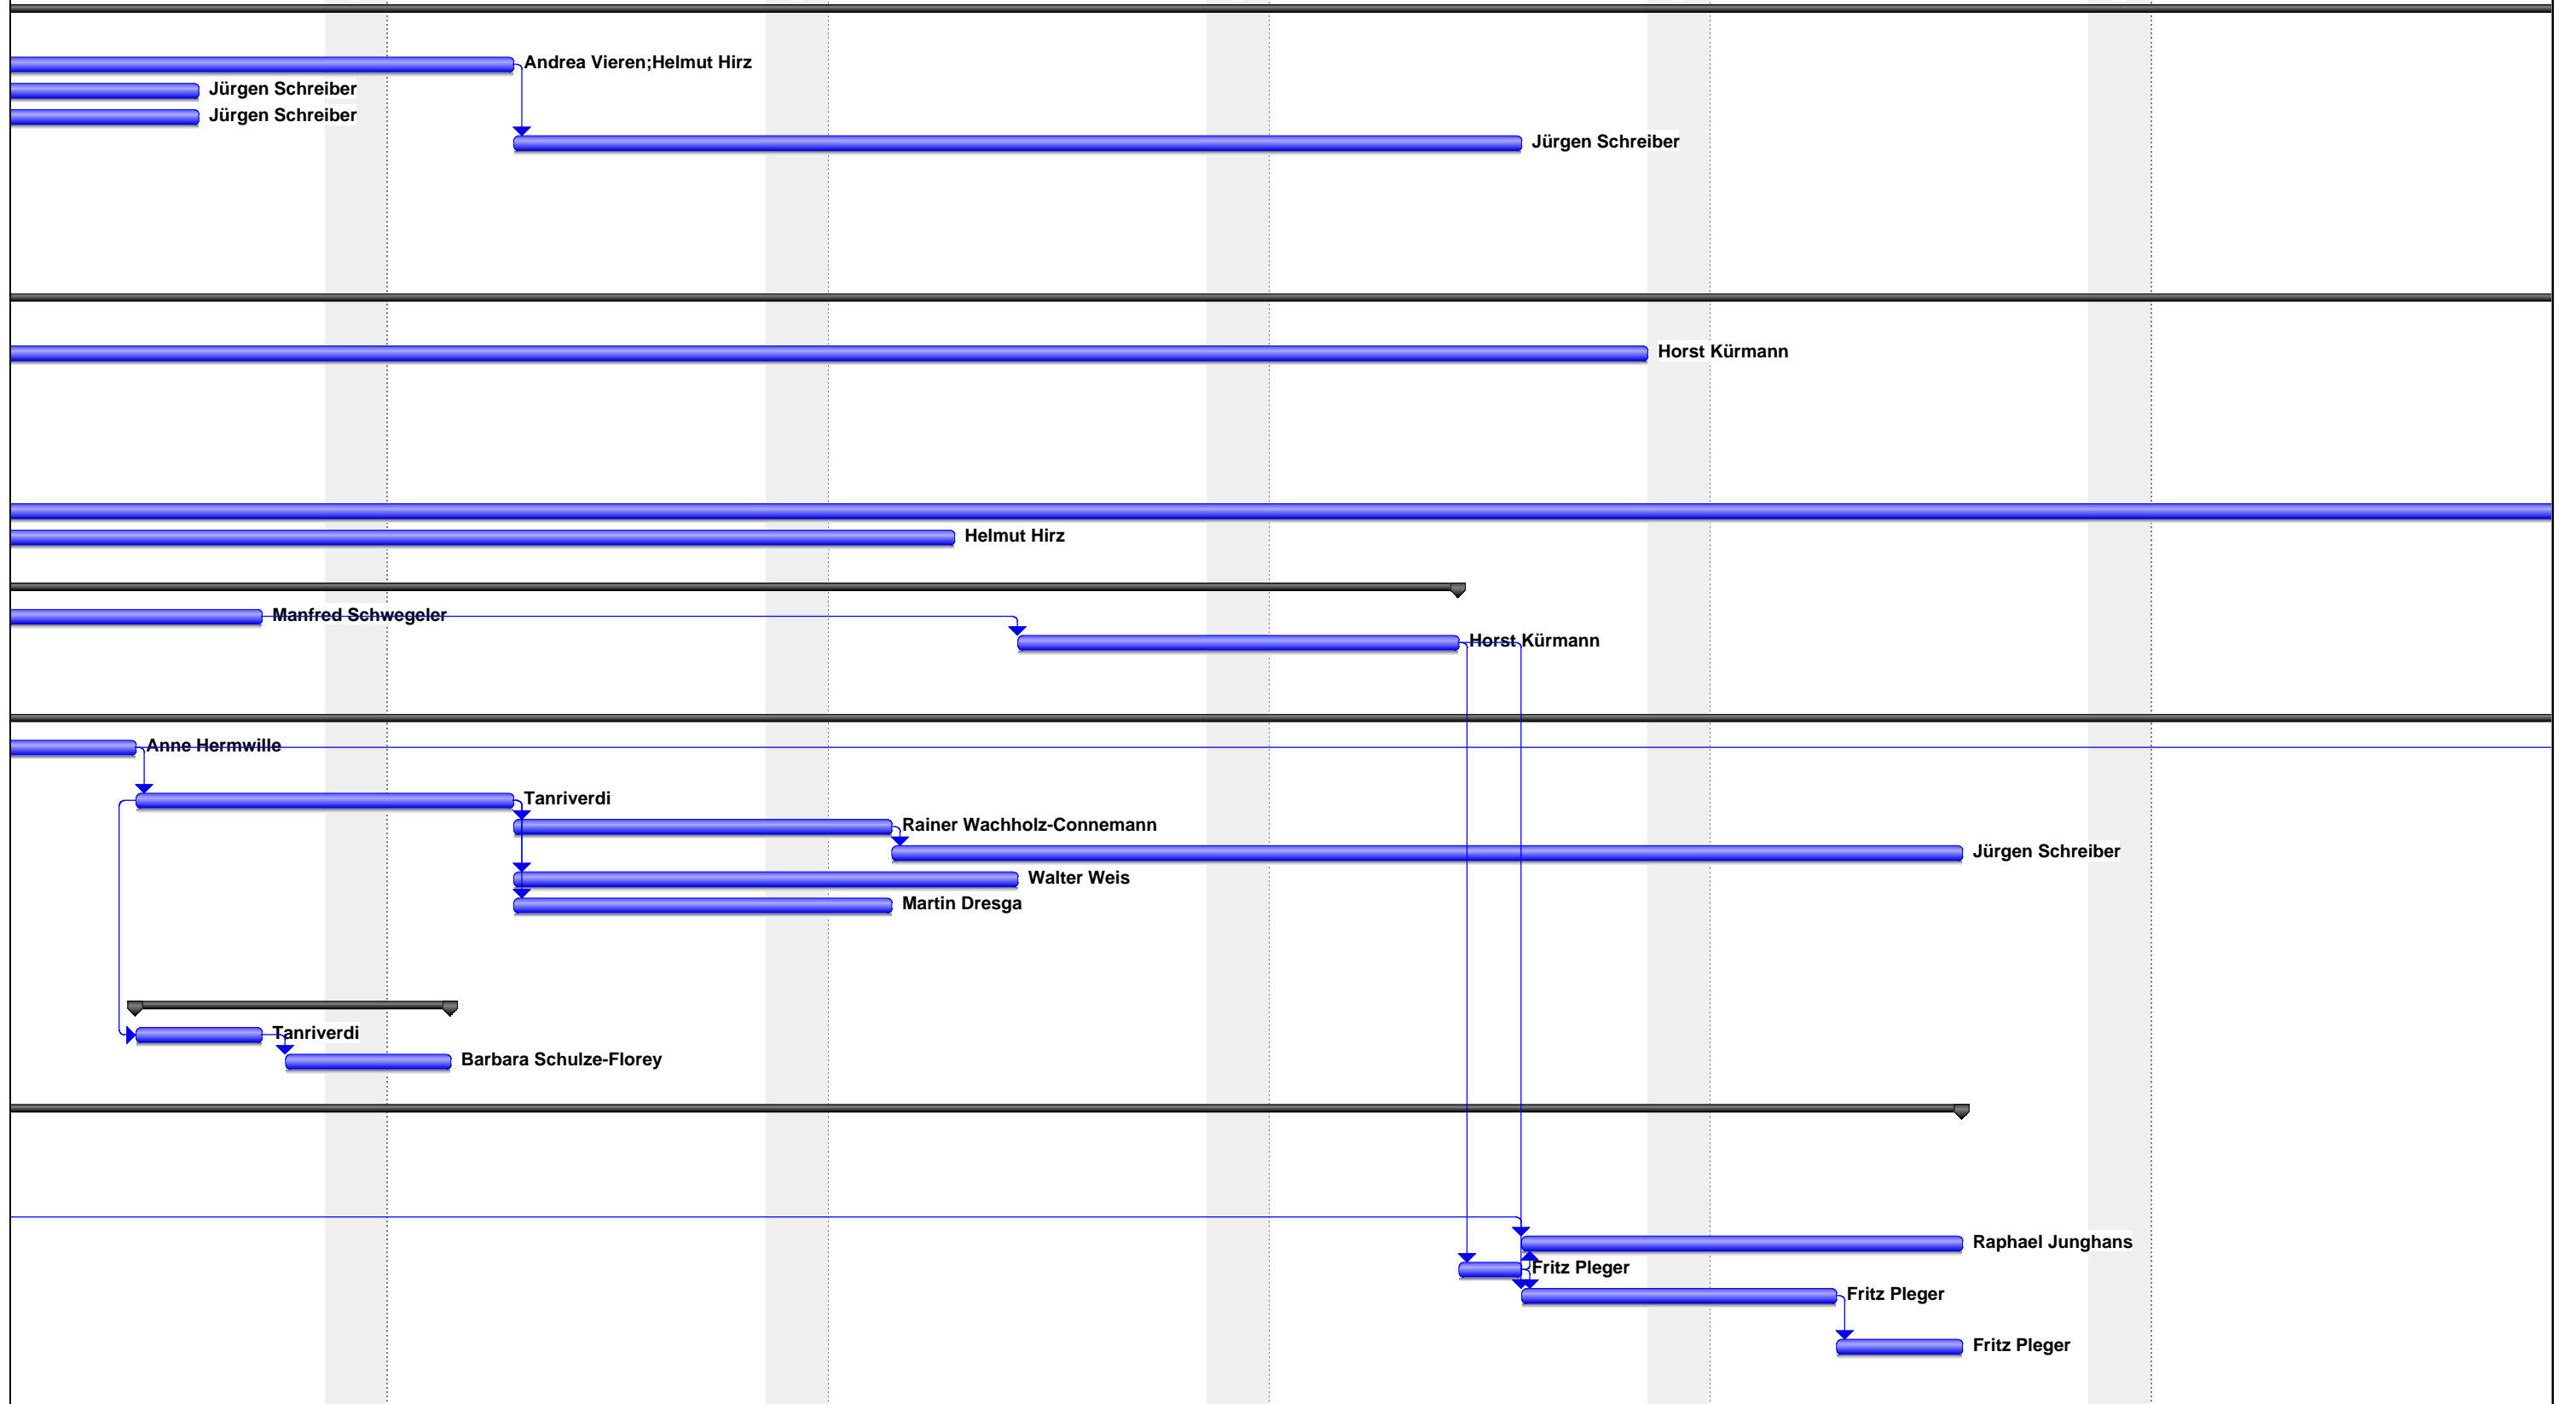 Andrea Vieren;Helmut Hirz
Jürgen Schreiber
Jürgen Schreiber
Jürgen Schreiber
Horst Kürmann
Helmut Hirz
Manfred Schwegeler
Horst Kürmann
Anne Hermwille
Tanriverdi
Rainer Wachholz-Connemann
Jürgen Schreiber
Walter Weis
Martin Dresga
Tanriverdi
Barbara Schulze-Florey
Raphael Junghans
Fritz Pleger
Fritz Pleger
Fritz Pleger